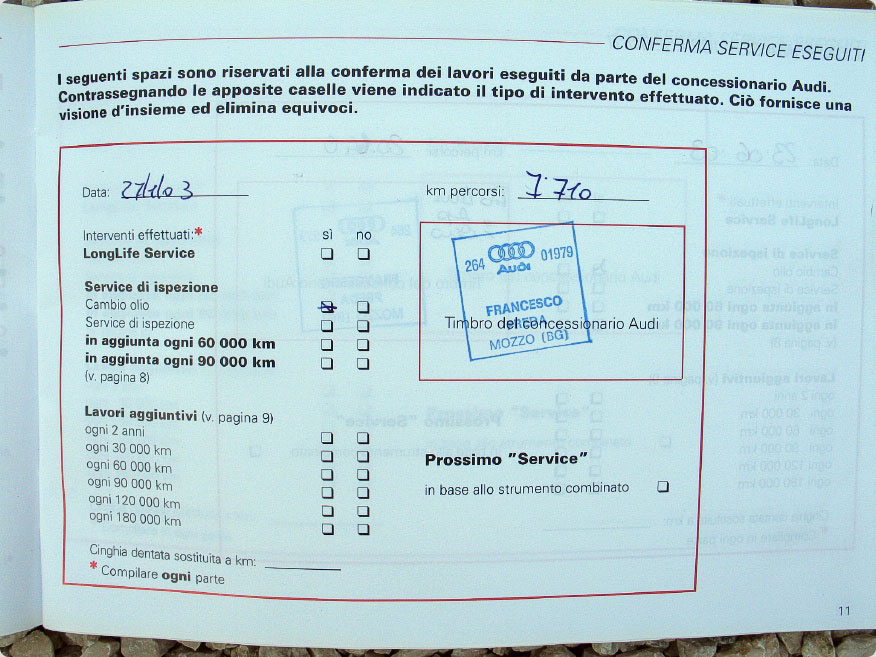 CONFERMA SERVICE ESEGUITI
I seguenti spazi sono riservati alla conferma dei lavori eseguiti da parte del concessionario Audi.
Contrassegnando le apposite caselle viene indicato il tipo di intervento effettuato. Ciò fornisce una
visione d'insieme ed elimina equivoci.
Data:
km percorsi: 7.710
Interventi effettuati:* sì no
LongLife Service
Service di ispezione
Cambio olio
Service di ispezione
in aggiunta ogni 60 000 km
in aggiunta ogni 90 000 km
(v. pagina 8)
264 01979
Audi
FRANCESCO
BREDA
MOZZO (BG)
Timbro del concessionario Audi
Lavori aggiuntivi (v. pagina 9)
ogni 2 anni
ogni 30 000 km
ogni 60 000 km
ogni 90 000 km
ogni 120 000 km
ogni 180 000 km
Cinghia dentata sostituita a km:
* Compilare ogni parte
Prossimo "Service"
in base allo strumento combinato
11